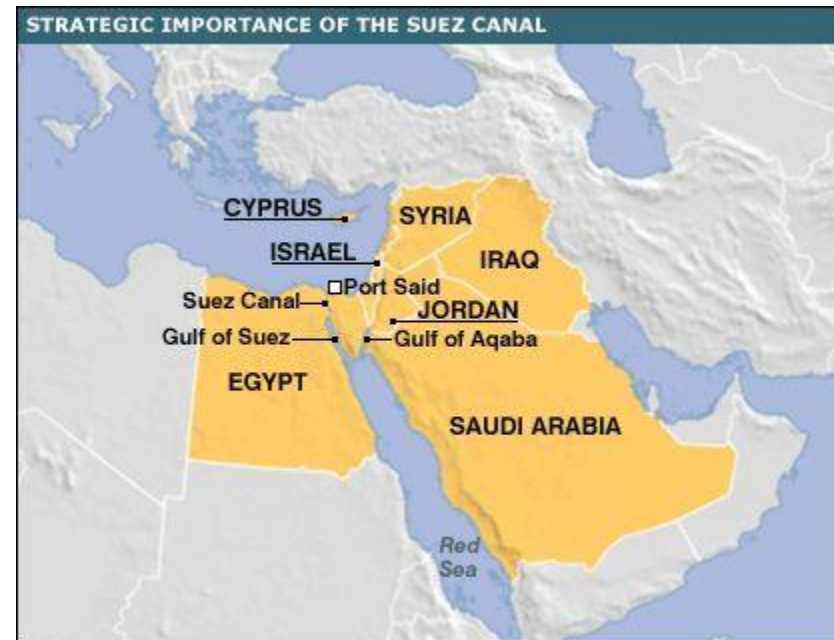 STRATEGIC IMPORTANCE OF THE SUEZ CANAL
CYPRUS
SYRIA
ISRAEL
IRAQ
Port Said
Suez Canal
JORDAN
Gulf of Suez
Gulf of Aqaba
EGYPT
SAUDI ARABIA
Red
Sea